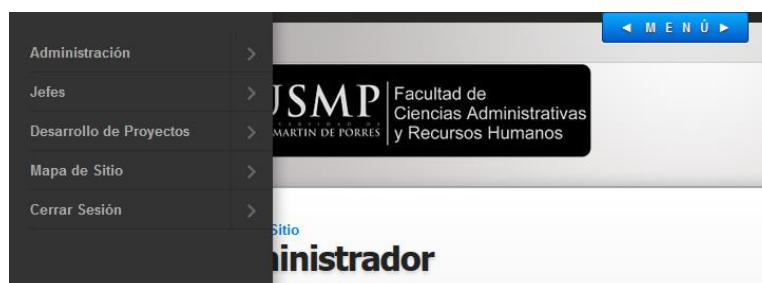 ◄ MENÚ ►
Administración
Jefes
Desarrollo de Proyectos
Mapa de Sitio
Cerrar Sesión
USMP
MARTIN DE PORRES
Facultad de
Ciencias Administrativas
y Recursos Humanos
Sitio
inistrador